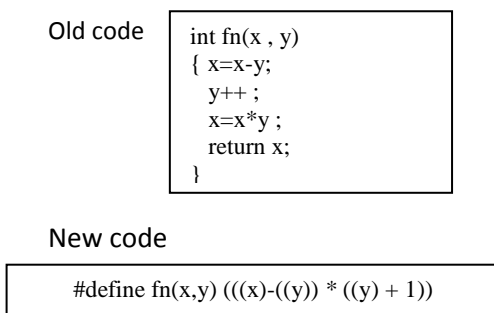 Old code
int fn(x , y)
{ x=x-y;
y++ ;
x=x*y ;
return x;
}
New code
#define fn(x,y) (((x)-((y)) * ((y) + 1))